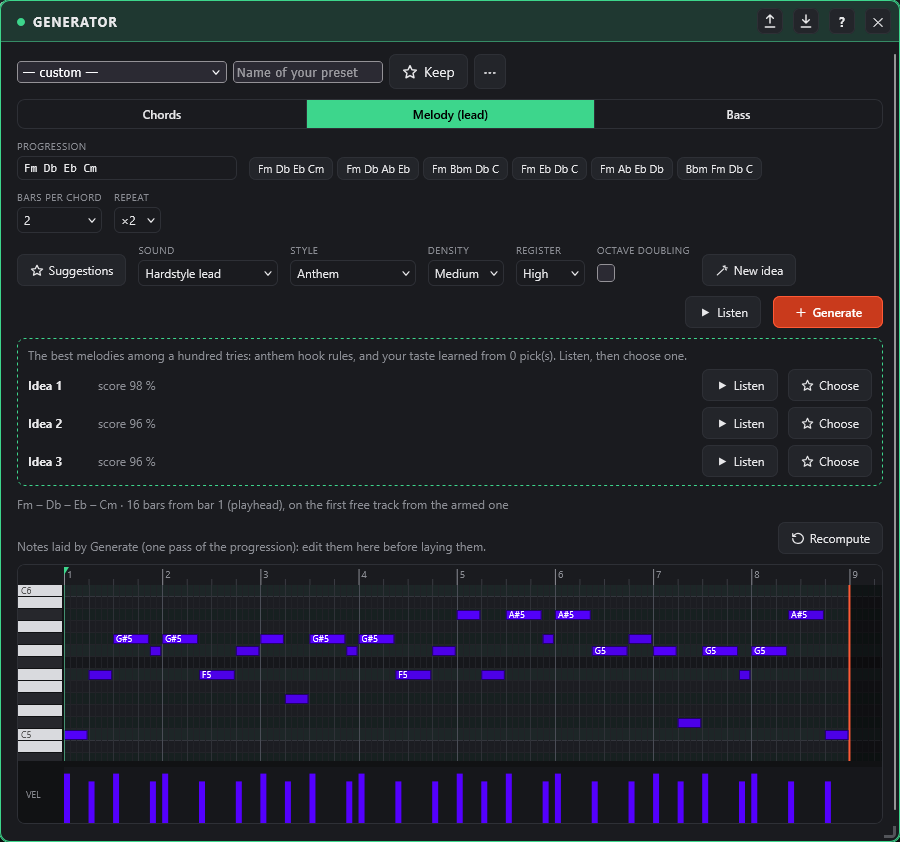 GENERATOR ?
— custom — Name of your preset Keep ...
Chords Melody (lead) Bass
PROGRESSION
Fm Db Eb Cm Fm Db Eb Cm Fm Db Ab Eb Fm Bbm Db C Fm Eb Db C Fm Ab Eb Db Bbm Fm Db C
BARS PER CHORD REPEAT
2 ×2
SOUND STYLE DENSITY REGISTER OCTAVE DOUBLING
Suggestions Hardstyle lead Anthem Medium High New idea
Listen + Generate
The best melodies among a hundred tries: anthem hook rules, and your taste learned from 0 pick(s). Listen, then choose one.
Idea 1 score 98 % Listen Choose
Idea 2 score 96 % Listen Choose
Idea 3 score 96 % Listen Choose
Fm – Db – Eb – Cm · 16 bars from bar 1 (playhead), on the first free track from the armed one
Recompute
Notes laid by Generate (one pass of the progression): edit them here before laying them.
1 2 3 4 5 6 7 8 9
C6
A#5 A#5 A#5
G#5 G#5 G#5 G#5
G5 G5 G5
F5 F5
C5
VEL